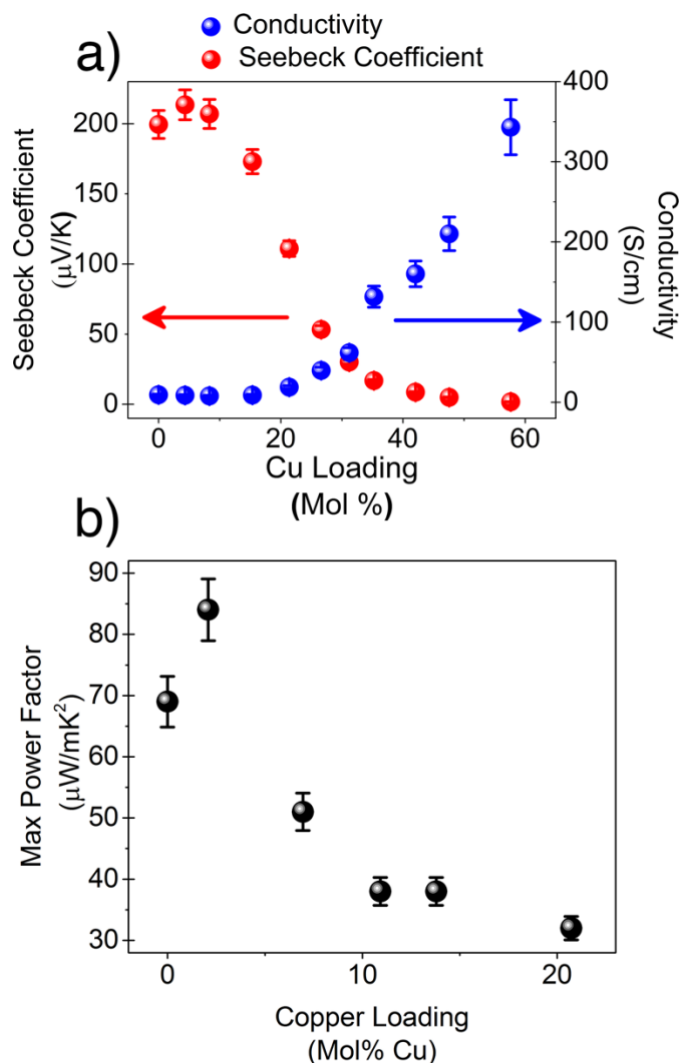 Conductivity
Seebeck Coefficient
a)
Seebeck Coefficient
(μV/K)
200
150
100
50
0
400
300
200
100
0
Conductivity
(S/cm)
0 20 40 60
Cu Loading
(Mol %)
b)
Max Power Factor
(μW/mK²)
90
80
70
60
50
40
30
0 10 20
Copper Loading
(Mol% Cu)